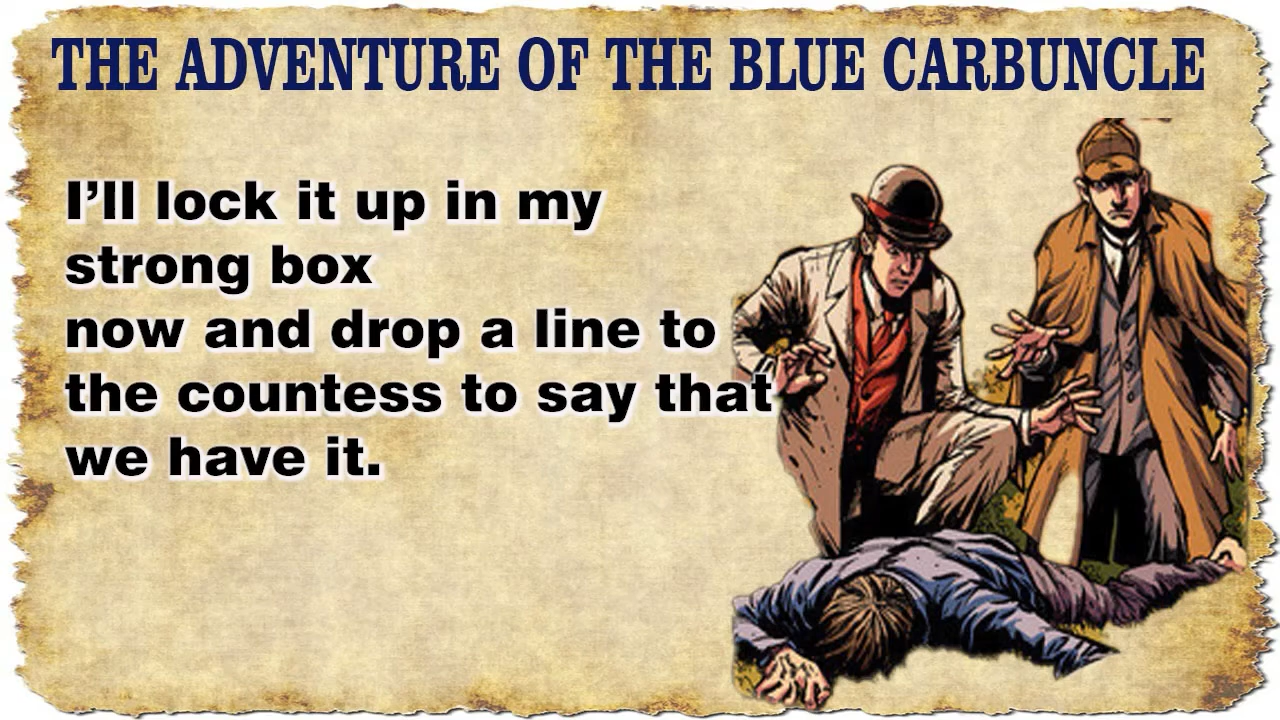 THE ADVENTURE OF THE BLUE CARBUNCLE
I’ll lock it up in my
strong box
now and drop a line to
the countess to say that
we have it.